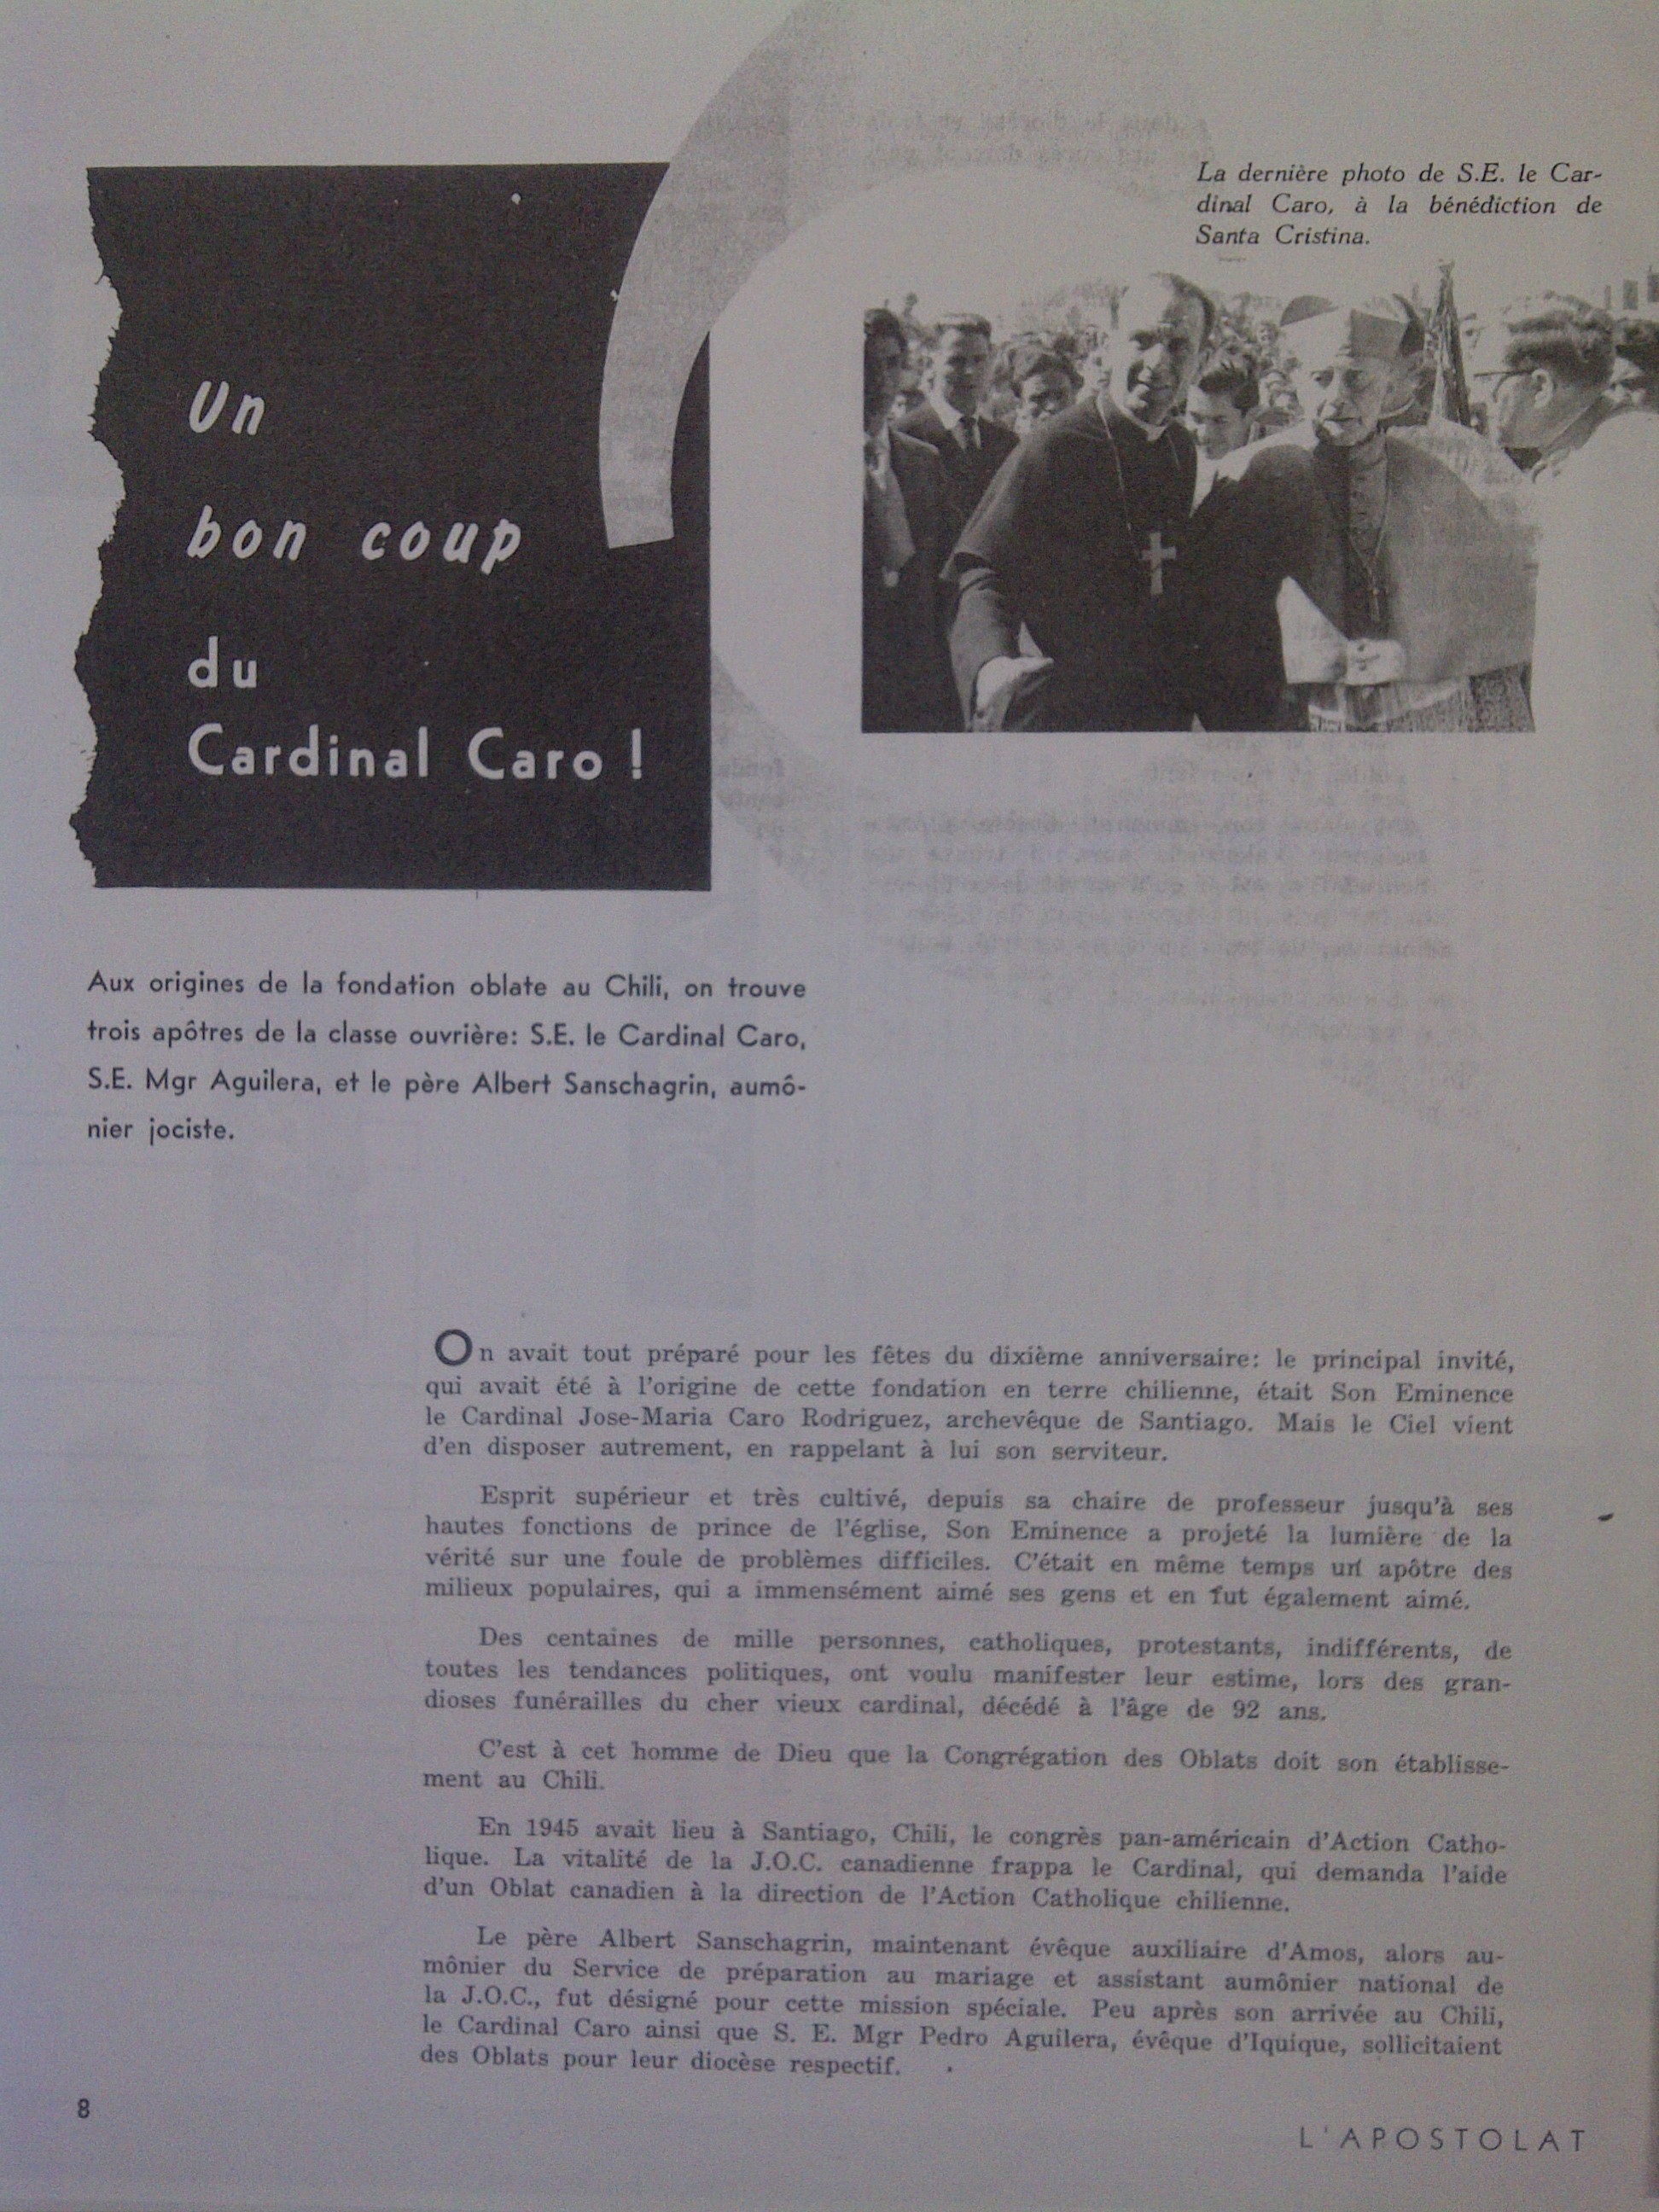 La dernière photo de S.E. le Car-
dinal Caro, à la bénédiction de
Santa Cristina.
Un
bon coup
du
Cardinal Caro !
Aux origines de la fondation oblate au Chili, on trouve
trois apôtres de la classe ouvrière: S.E. le Cardinal Caro,
S.E. Mgr Aguilera, et le père Albert Sanschagrin, aumô-
nier jociste.
On avait tout préparé pour les fêtes du dixième anniversaire: le principal invité,
qui avait été à l'origine de cette fondation en terre chilienne, était Son Eminence
le Cardinal Jose-Maria Caro Rodriguez, archevêque de Santiago. Mais le Ciel vient
d'en disposer autrement, en rappelant à lui son serviteur.
Esprit supérieur et très cultivé, depuis sa chaire de professeur jusqu'à ses
hautes fonctions de prince de l'église, Son Eminence a projeté la lumière de la
vérité sur une foule de problèmes difficiles. C'était en même temps un apôtre des
milieux populaires, qui a immensément aimé ses gens et en fut également aimé.
Des centaines de mille personnes, catholiques, protestants, indifférents, de
toutes les tendances politiques, ont voulu manifester leur estime, lors des gran-
dioses funérailles du cher vieux cardinal, décédé à l'âge de 92 ans.
C'est à cet homme de Dieu que la Congrégation des Oblats doit son établisse-
ment au Chili.
En 1945 avait lieu à Santiago, Chili, le congrès pan-américain d'Action Catho-
lique. La vitalité de la J.O.C. canadienne frappa le Cardinal, qui demanda l'aide
d'un Oblat canadien à la direction de l'Action Catholique chilienne.
Le père Albert Sanschagrin, maintenant évêque auxiliaire d'Amos, alors au-
mônier du Service de préparation au mariage et assistant aumônier national de
la J.O.C., fut désigné pour cette mission spéciale. Peu après son arrivée au Chili,
le Cardinal Caro ainsi que S. E. Mgr Pedro Aguilera, évêque d'Iquique, sollicitaient
des Oblats pour leur diocèse respectif.
8
L'APOSTOLAT